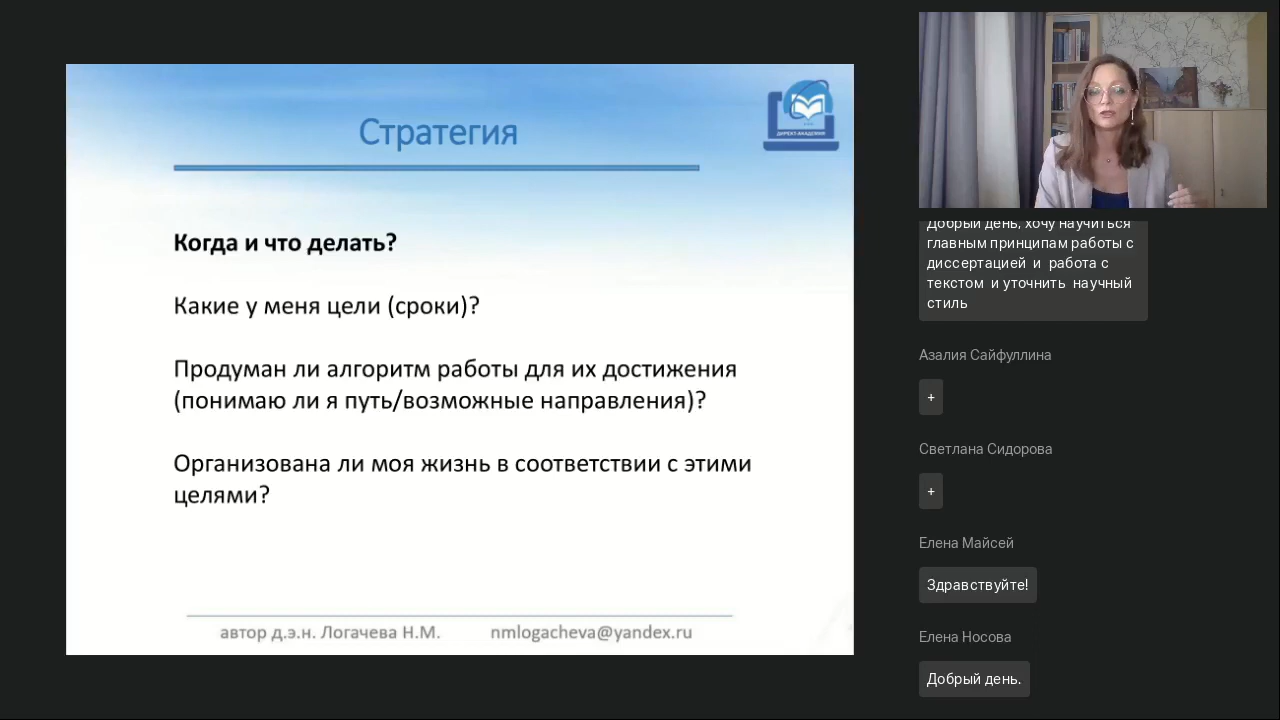 Стратегия
ДИРЕКТ-АКАДЕМИЯ
Когда и что делать?
Какие у меня цели (сроки)?
Продуман ли алгоритм работы для их достижения
(понимаю ли я путь/возможные направления)?
Организована ли моя жизнь в соответствии с этими
целями?
автор д.э.н. Логачева Н.М. nmlogacheva@yandex.ru
Добрый день, хочу научиться
главным принципам работы с
диссертацией и работа с
текстом и уточнить научный
стиль
Азалия Сайфуллина
+
Светлана Сидорова
+
Елена Майсей
Здравствуйте!
Елена Носова
Добрый день.